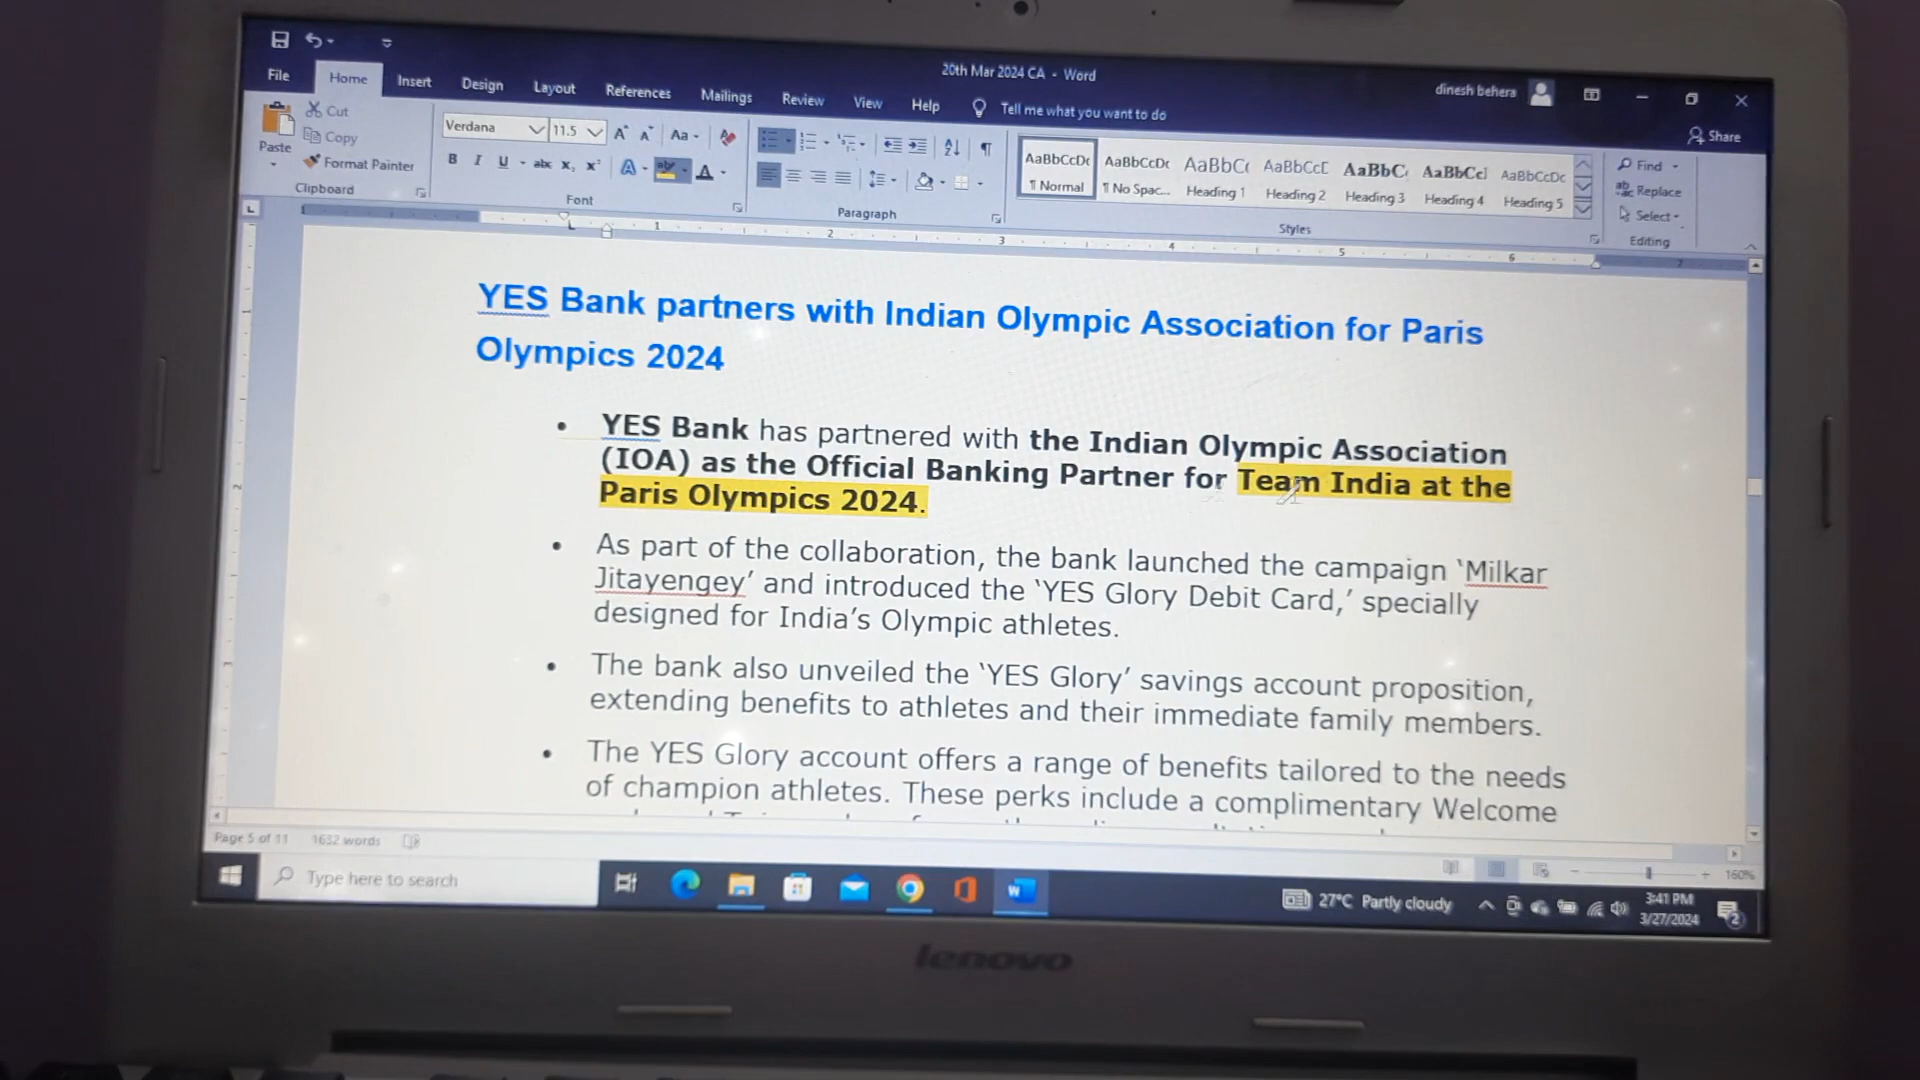 20th Mar 2024 CA - Word
dinesh behera
File Home Insert Design Layout References Mailings Review View Help Tell me what you want to do
Share
Paste
Cut
Copy
Format Painter
Clipboard
Verdana 11.5
Font
Paragraph
AaBbCcDc AaBbCcDc AaBbC( AaBbCcD AaBbC( AaBbCcI AaBbCcDc
¶ Normal ¶ No Spac... Heading 1 Heading 2 Heading 3 Heading 4 Heading 5
Styles
Find
Replace
Select
Editing
YES Bank partners with Indian Olympic Association for Paris
Olympics 2024
• YES Bank has partnered with the Indian Olympic Association
(IOA) as the Official Banking Partner for Team India at the
Paris Olympics 2024.
• As part of the collaboration, the bank launched the campaign ‘Milkar
Jitayengey’ and introduced the ‘YES Glory Debit Card,’ specially
designed for India’s Olympic athletes.
• The bank also unveiled the ‘YES Glory’ savings account proposition,
extending benefits to athletes and their immediate family members.
• The YES Glory account offers a range of benefits tailored to the needs
of champion athletes. These perks include a complimentary Welcome
Page 5 of 11 1632 words
160%
Type here to search
27°C Partly cloudy
3:41 PM
3/27/2024
2
lenovo